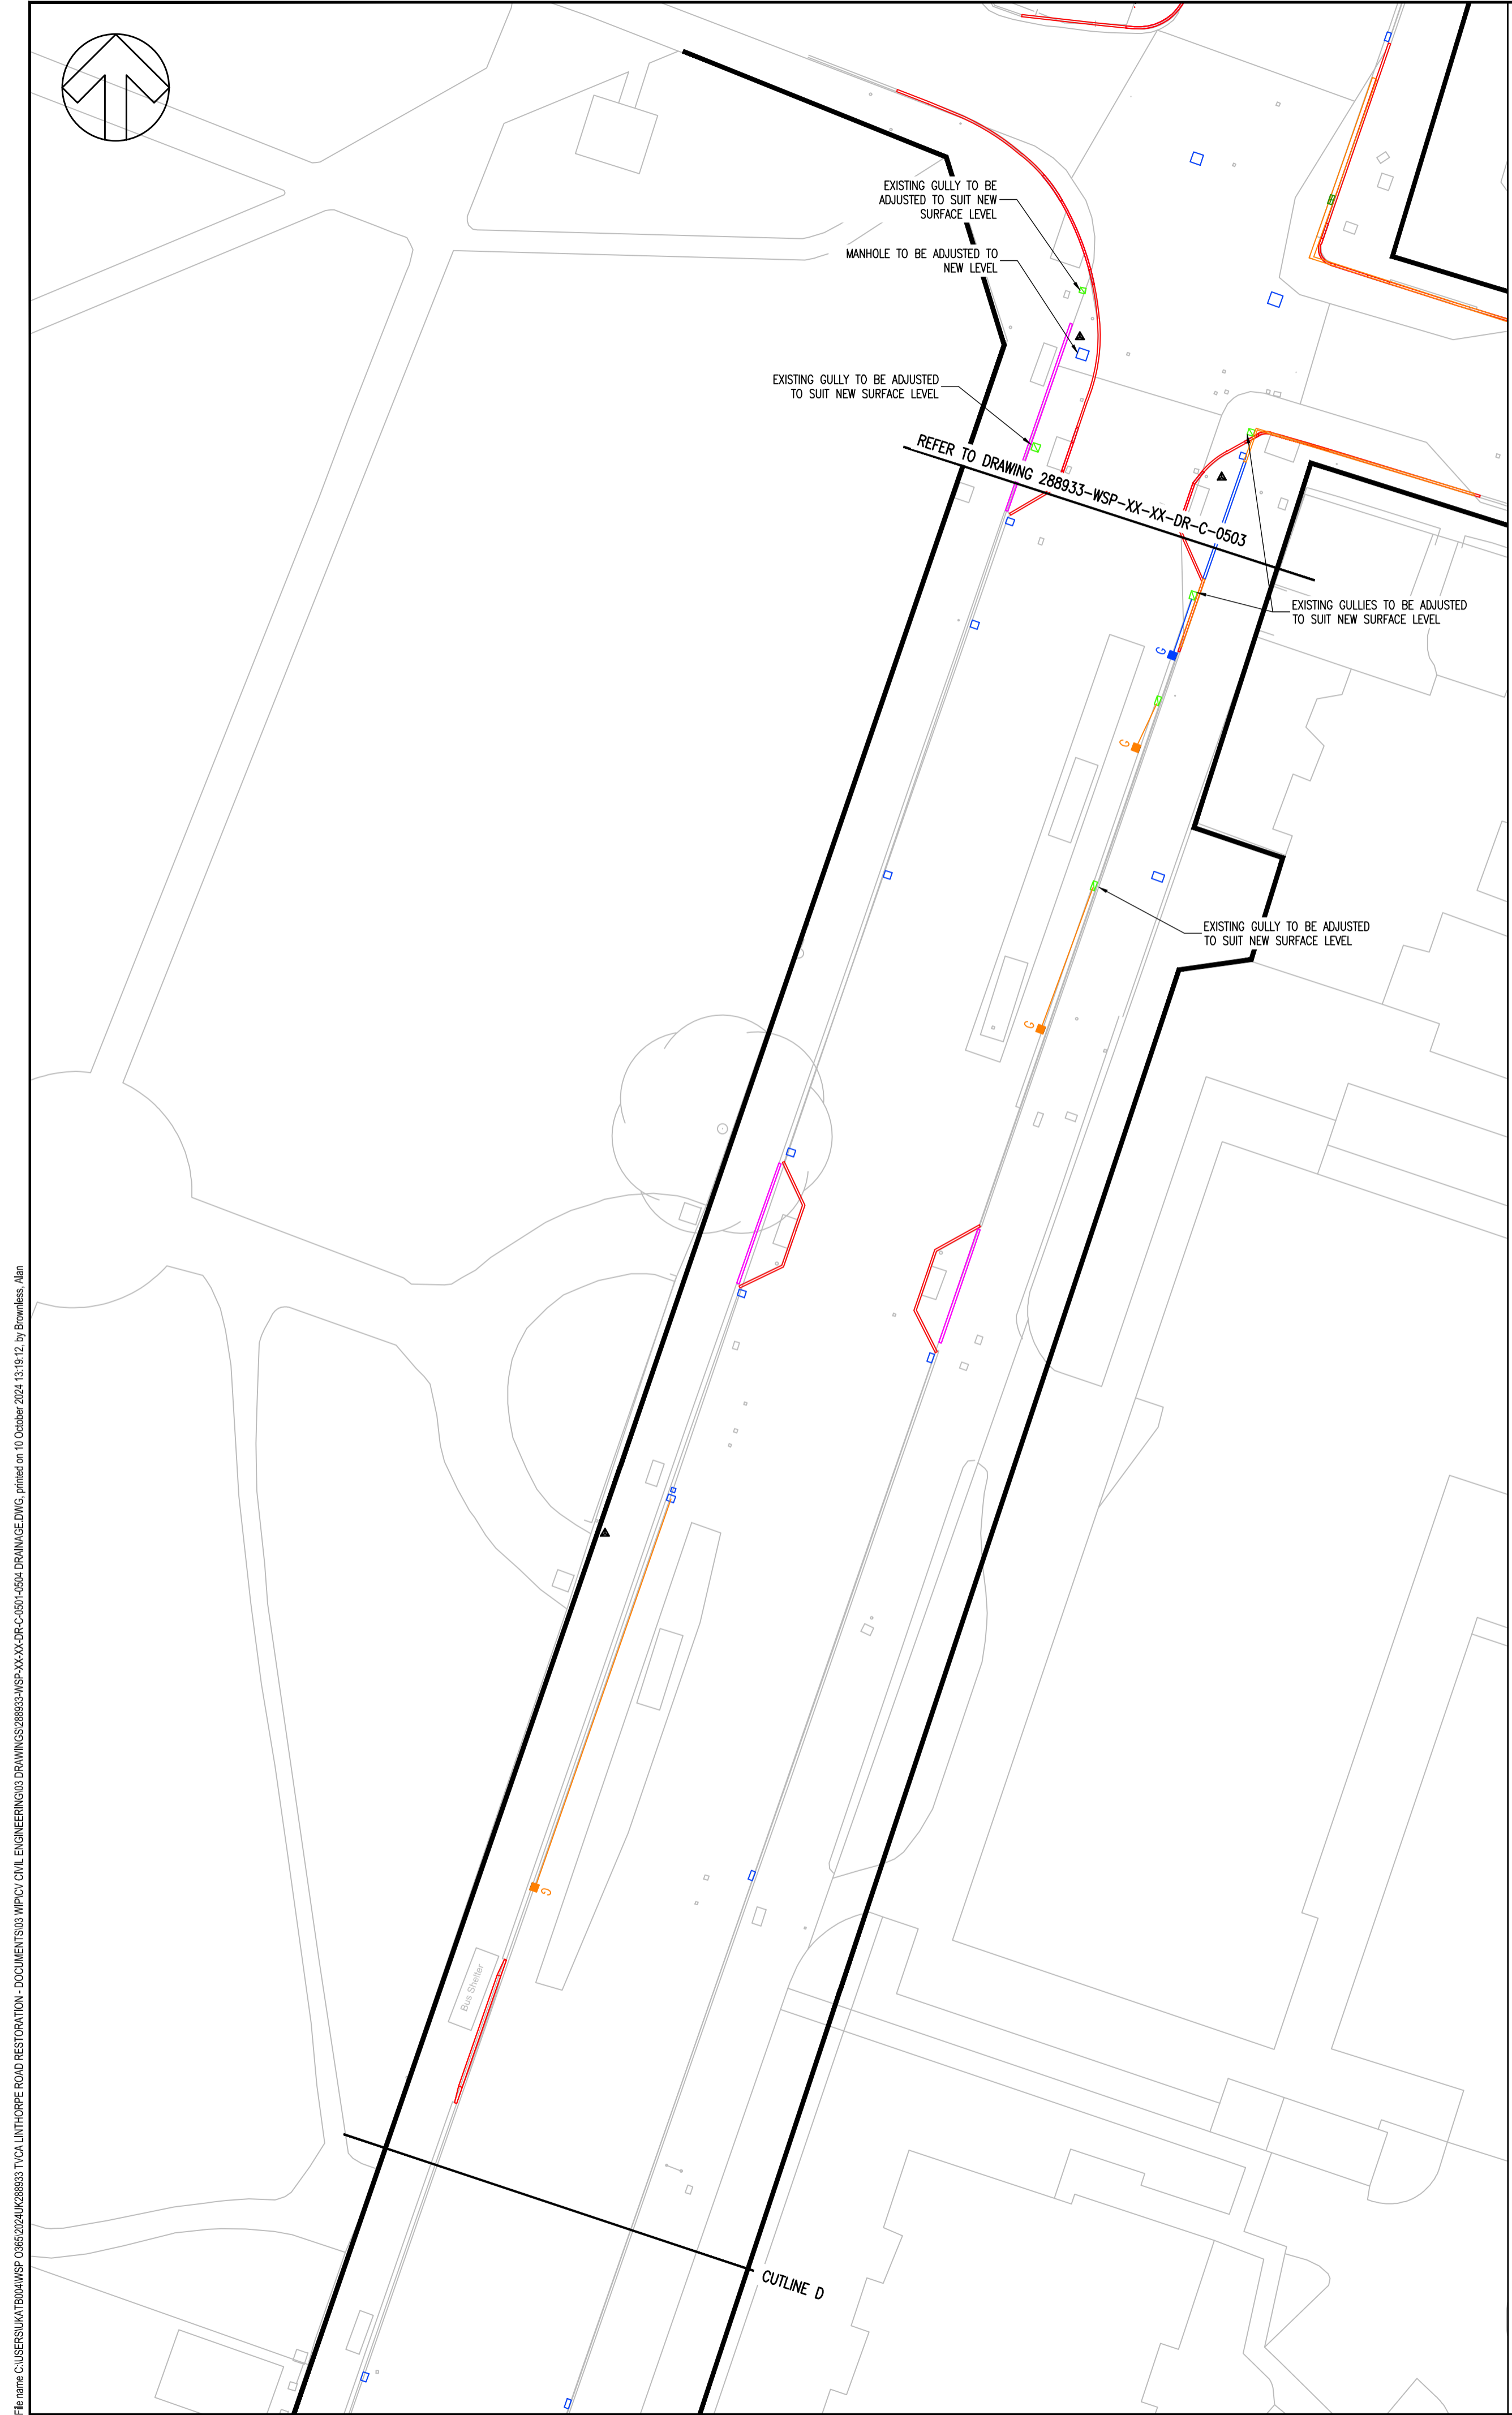 EXISTING GULLY TO BE
ADJUSTED TO SUIT NEW
SURFACE LEVEL
MANHOLE TO BE ADJUSTED TO
NEW LEVEL
EXISTING GULLY TO BE ADJUSTED
TO SUIT NEW SURFACE LEVEL
REFER TO DRAWING 288933-WSP-XX-XX-DR-C-0503
EXISTING GULLIES TO BE ADJUSTED
TO SUIT NEW SURFACE LEVEL
G
G
EXISTING GULLY TO BE ADJUSTED
TO SUIT NEW SURFACE LEVEL
G
G
Bus Shelter
CUTLINE D
File name C:\USERS\UKATB004\WSP O365\2024UK288933 TVCA LINTHORPE ROAD RESTORATION - DOCUMENTS\03 WIP\CV CIVIL ENGINEERING\03 DRAWINGS\288933-WSP-XX-XX-DR-C-0501-0504 DRAINAGE.DWG, printed on 10 October 2024 13:19:12, by Brownless, Alan